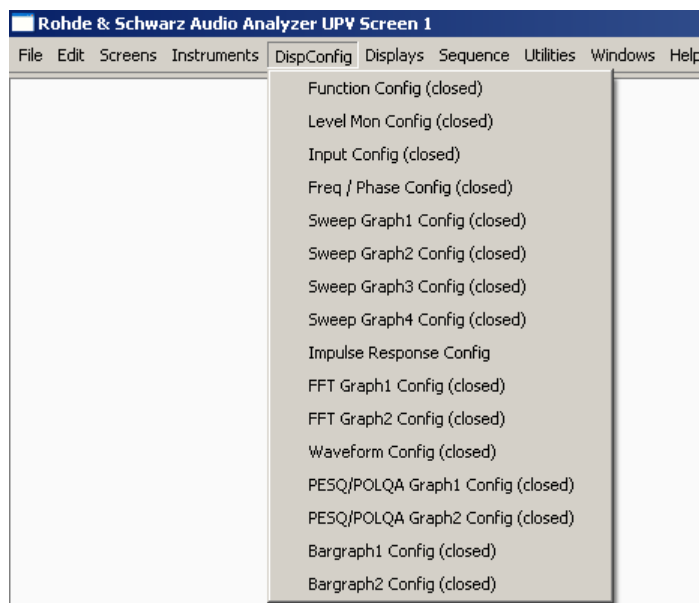 Rohde & Schwarz Audio Analyzer UPV Screen 1
File Edit Screens Instruments DispConfig Displays Sequence Utilities Windows Help
Function Config (closed)
Level Mon Config (closed)
Input Config (closed)
Freq / Phase Config (closed)
Sweep Graph1 Config (closed)
Sweep Graph2 Config (closed)
Sweep Graph3 Config (closed)
Sweep Graph4 Config (closed)
Impulse Response Config
FFT Graph1 Config (closed)
FFT Graph2 Config (closed)
Waveform Config (closed)
PESQ/POLQA Graph1 Config (closed)
PESQ/POLQA Graph2 Config (closed)
Bargraph1 Config (closed)
Bargraph2 Config (closed)